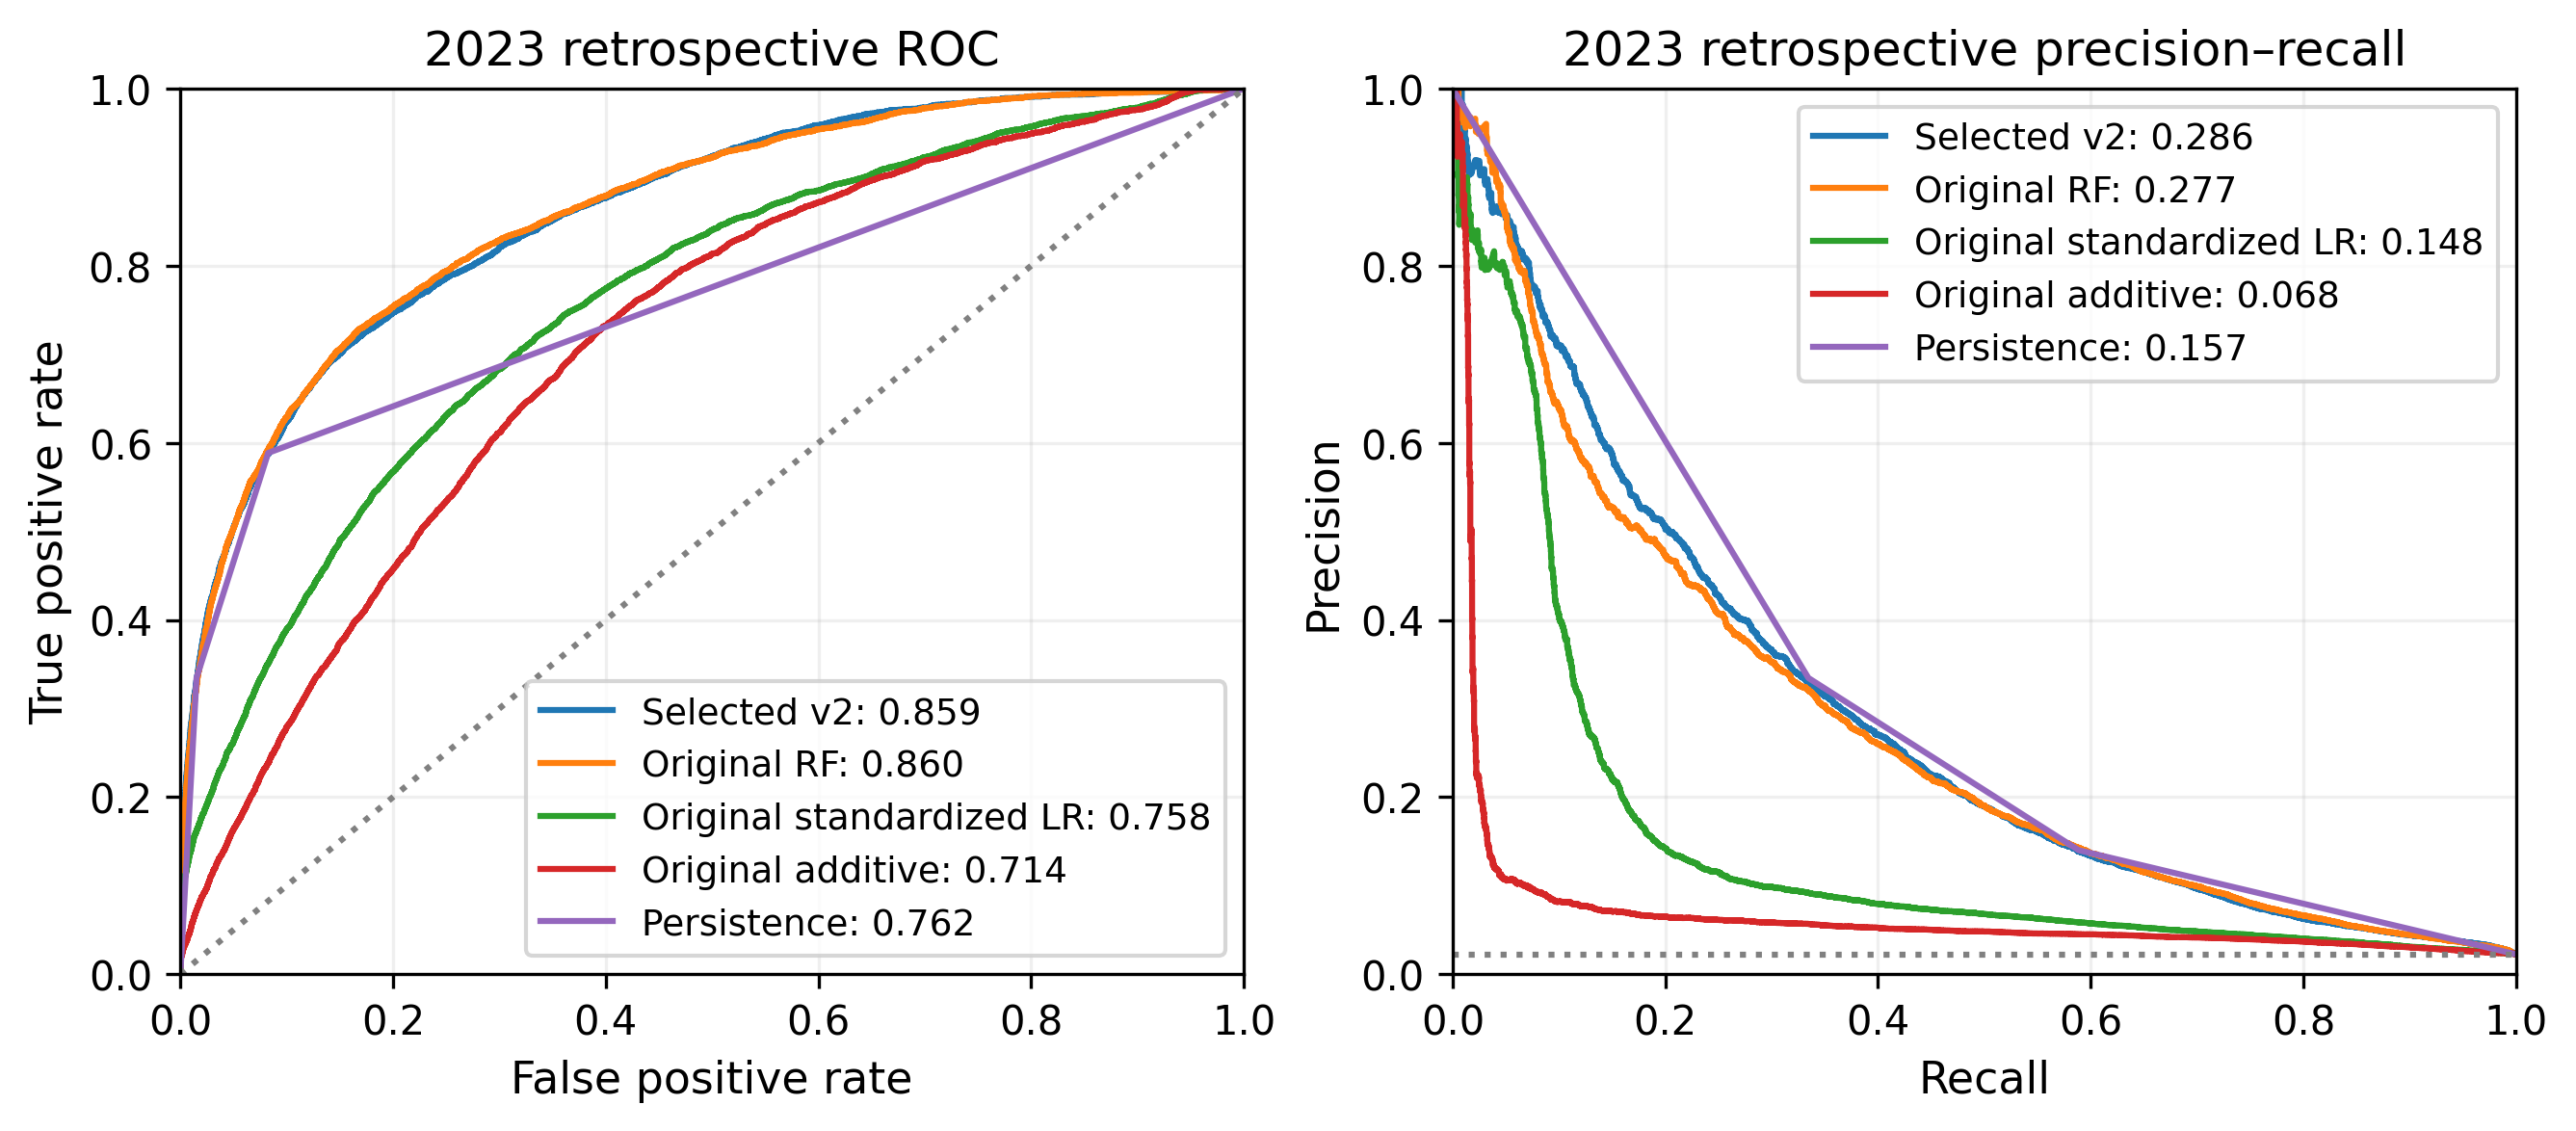 2023 retrospective ROC
True positive rate
1.0
0.8
0.6
0.4
0.2
0.0
0.0 0.2 0.4 0.6 0.8 1.0
False positive rate
Selected v2: 0.859
Original RF: 0.860
Original standardized LR: 0.758
Original additive: 0.714
Persistence: 0.762
2023 retrospective precision–recall
Precision
1.0
0.8
0.6
0.4
0.2
0.0
0.0 0.2 0.4 0.6 0.8 1.0
Recall
Selected v2: 0.286
Original RF: 0.277
Original standardized LR: 0.148
Original additive: 0.068
Persistence: 0.157